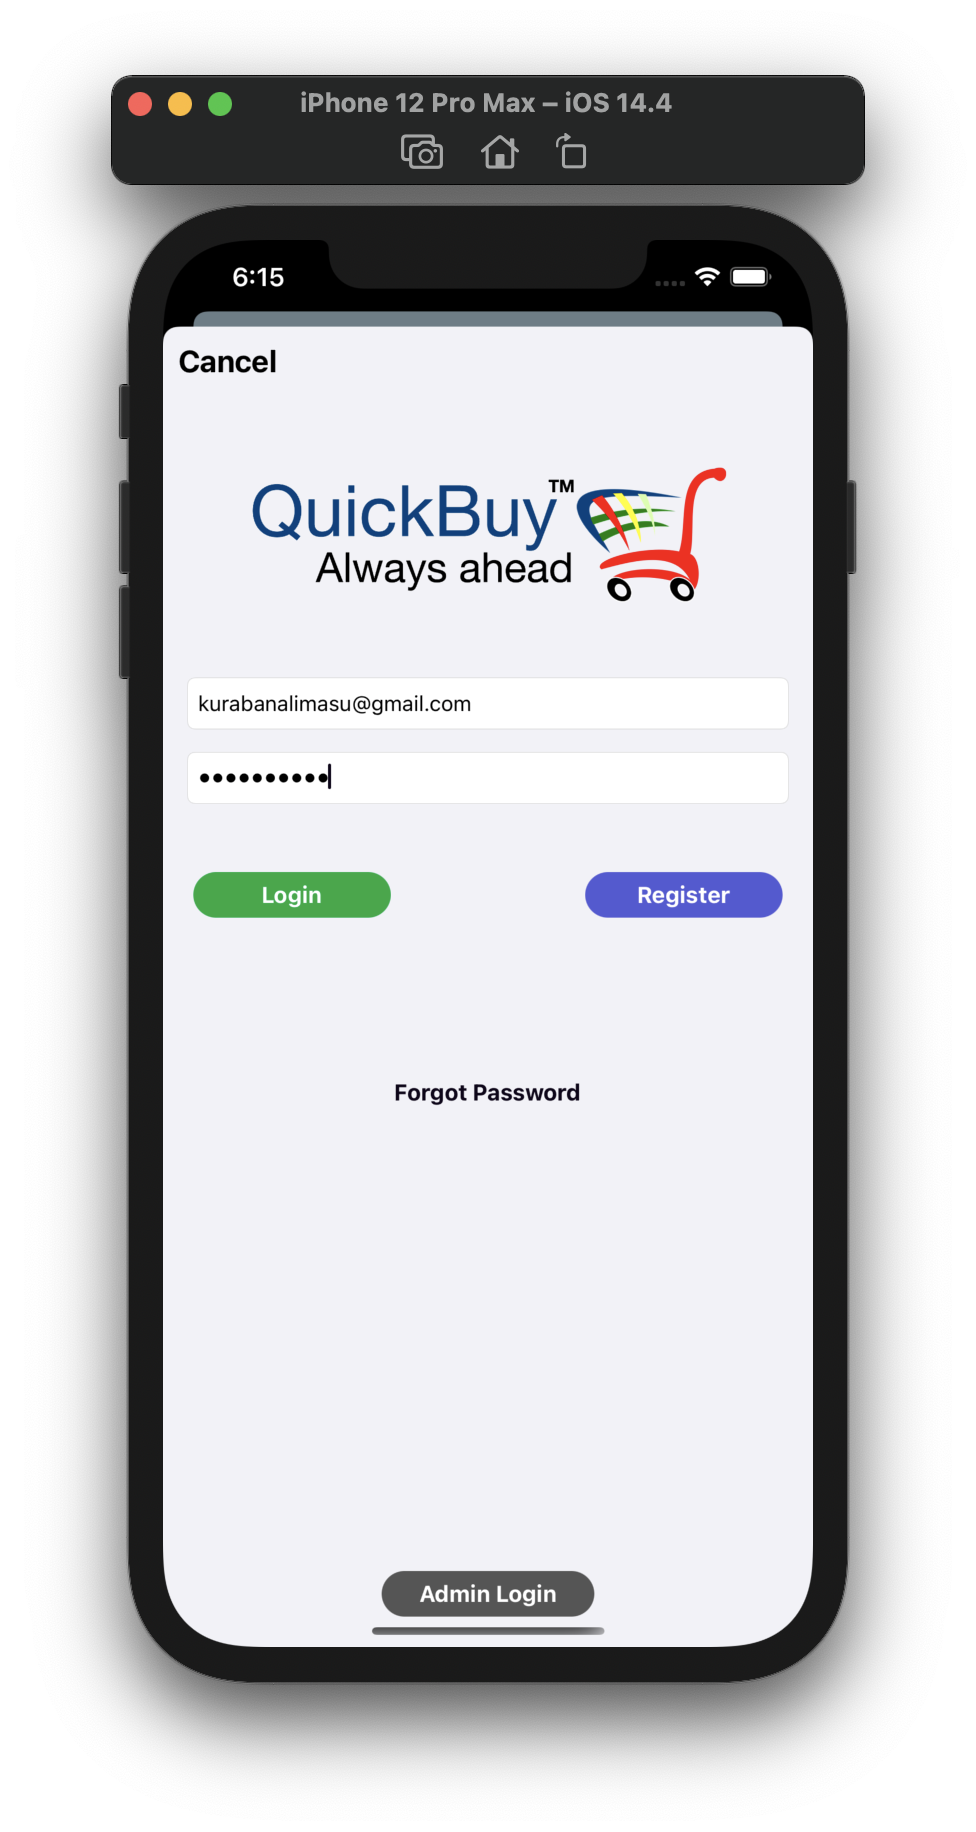 iPhone 12 Pro Max – iOS 14.4
6:15
Cancel
QuickBuy™
Always ahead
kurabanalimasu@gmail.com
••••••••••
Login
Register
Forgot Password
Admin Login